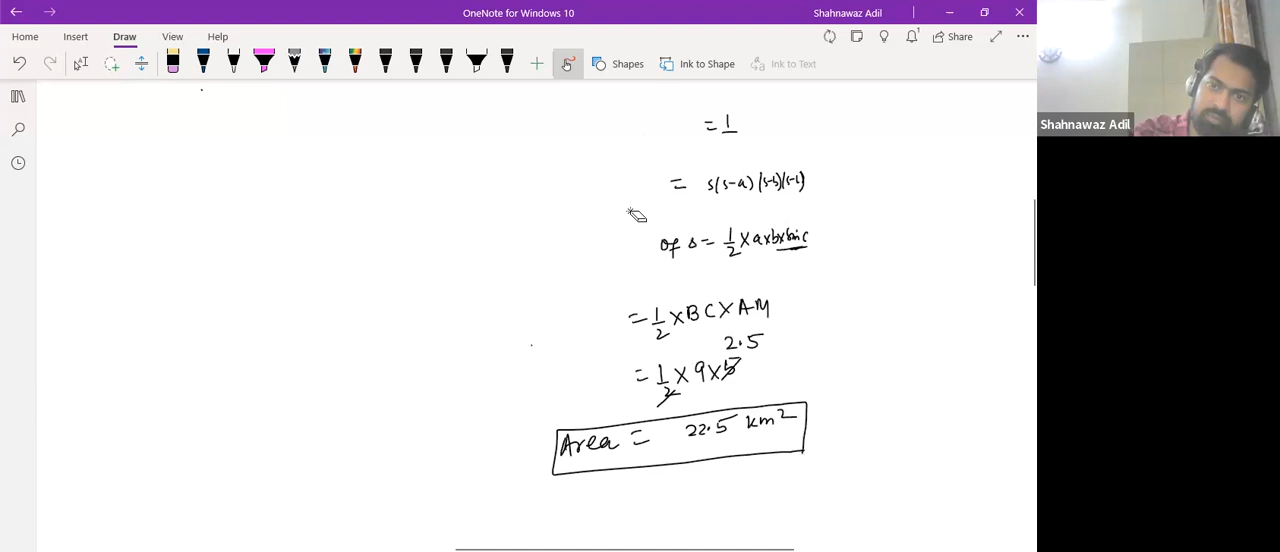 OneNote for Windows 10
Shahnawaz Adil
Home Insert Draw View Help
Share
Shapes Ink to Shape Ink to Text
Shahnawaz Adil
= 1
= s(s-a)(s-b)(s-c)
of Δ = 1/2 × a×b×sin c
= 1/2 × BC × AM
2.5
= 1/2 × 9 × 5
Area = 22.5 km²